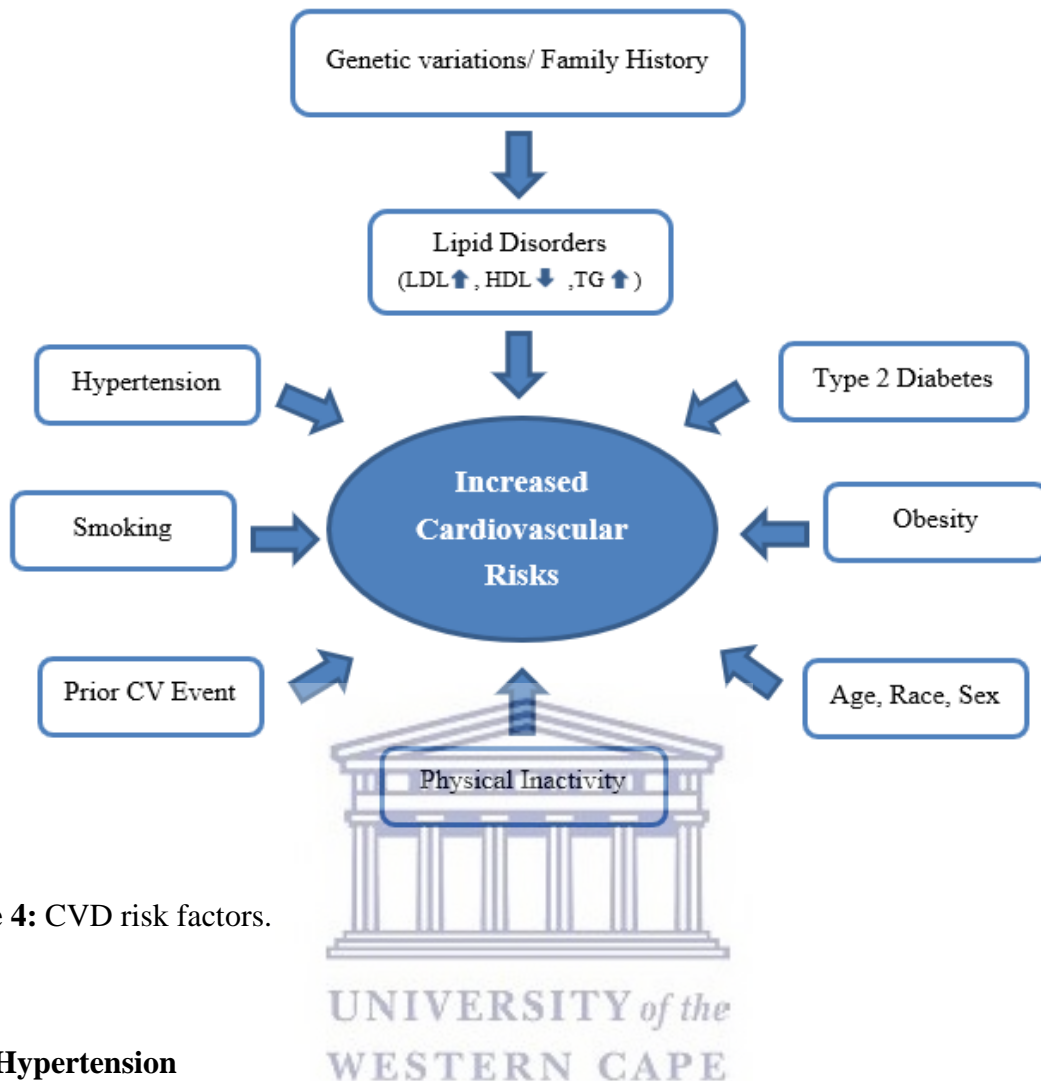 Genetic variations/ Family History
Lipid Disorders
(LDL⬆, HDL⬇ ,TG⬆)
Hypertension
Type 2 Diabetes
Increased
Cardiovascular
Risks
Smoking
Obesity
Prior CV Event
Age, Race, Sex
Physical Inactivity
e 4: CVD risk factors.
UNIVERSITY of the
WESTERN CAPE
Hypertension